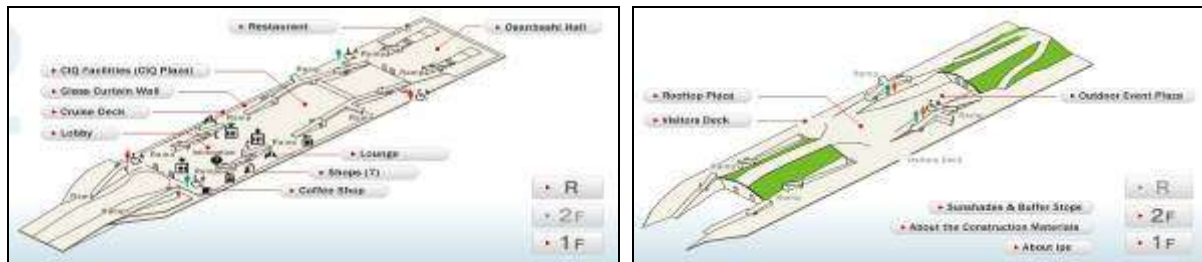 Restaurant
Osanbashi Hall
CIQ Facilities (CIQ Plaza)
Glass Curtain Wall
Cruise Deck
Lobby
Lounge
Shops (7)
Coffee Shop
R
2F
1F
Rooftop Plaza
Visitors Deck
Outdoor Event Plaza
Visitors Deck
Sunshades & Buffer Stops
About the Construction Materials
About Ipe
R
2F
1F